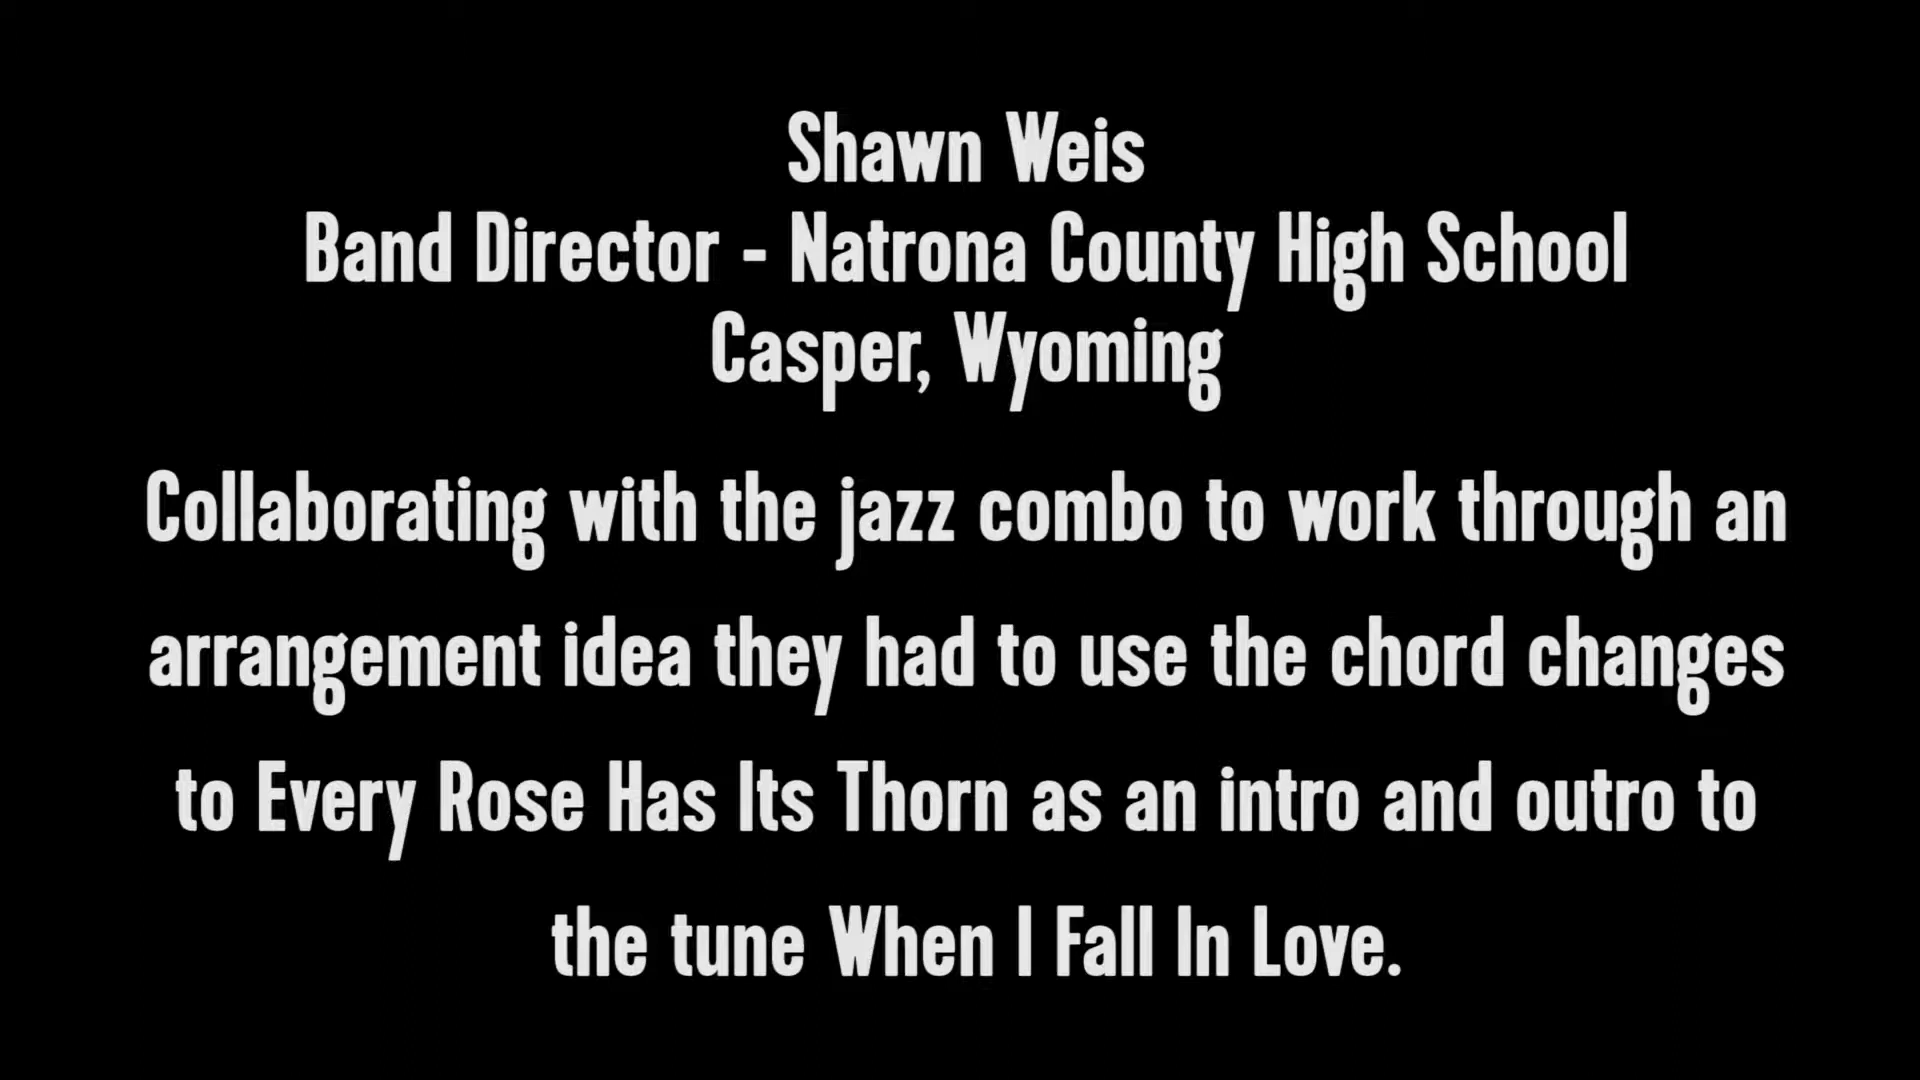 Shawn Weis
Band Director - Natrona County High School
Casper, Wyoming
Collaborating with the jazz combo to work through an
arrangement idea they had to use the chord changes
to Every Rose Has Its Thorn as an intro and outro to
the tune When I Fall In Love.